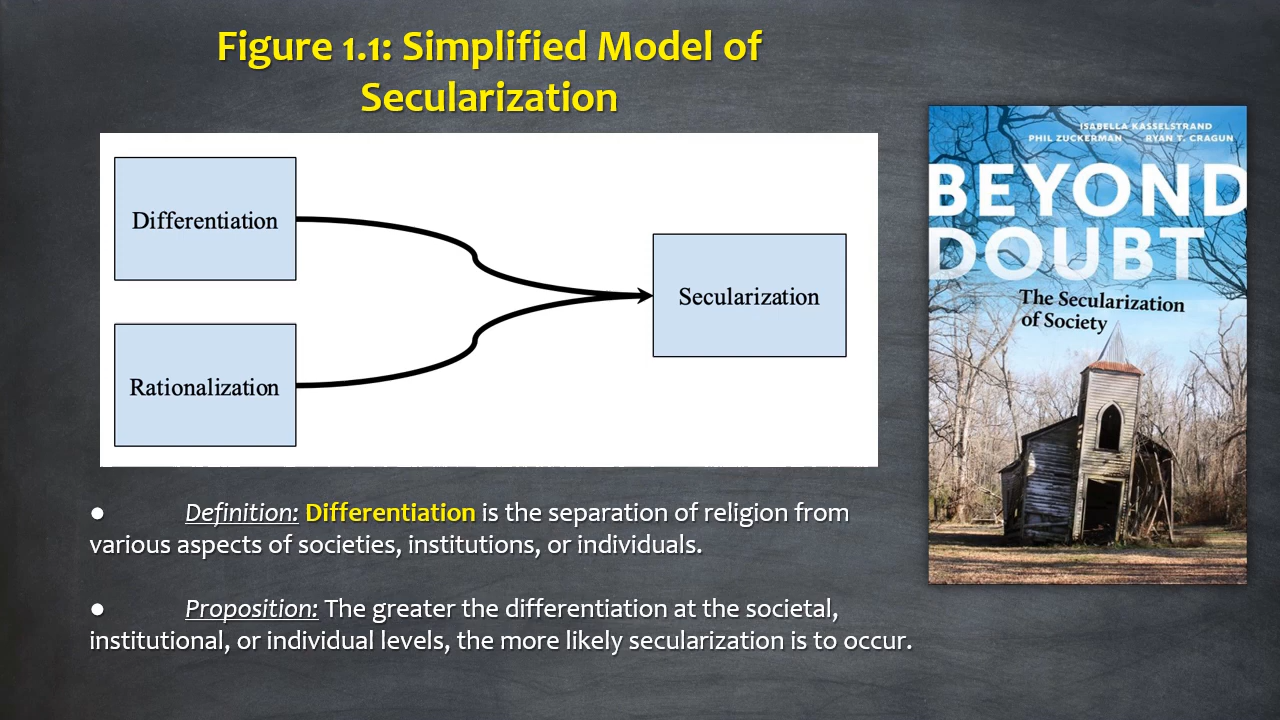 Figure 1.1: Simplified Model of
Secularization
Differentiation
Rationalization
Secularization
● Definition: Differentiation is the separation of religion from
various aspects of societies, institutions, or individuals.
● Proposition: The greater the differentiation at the societal,
institutional, or individual levels, the more likely secularization is to occur.
ISABELLA KASSELSTRAND
PHIL ZUCKERMAN RYAN T. CRAGUN
BEYOND
DOUBT
The Secularization
of Society